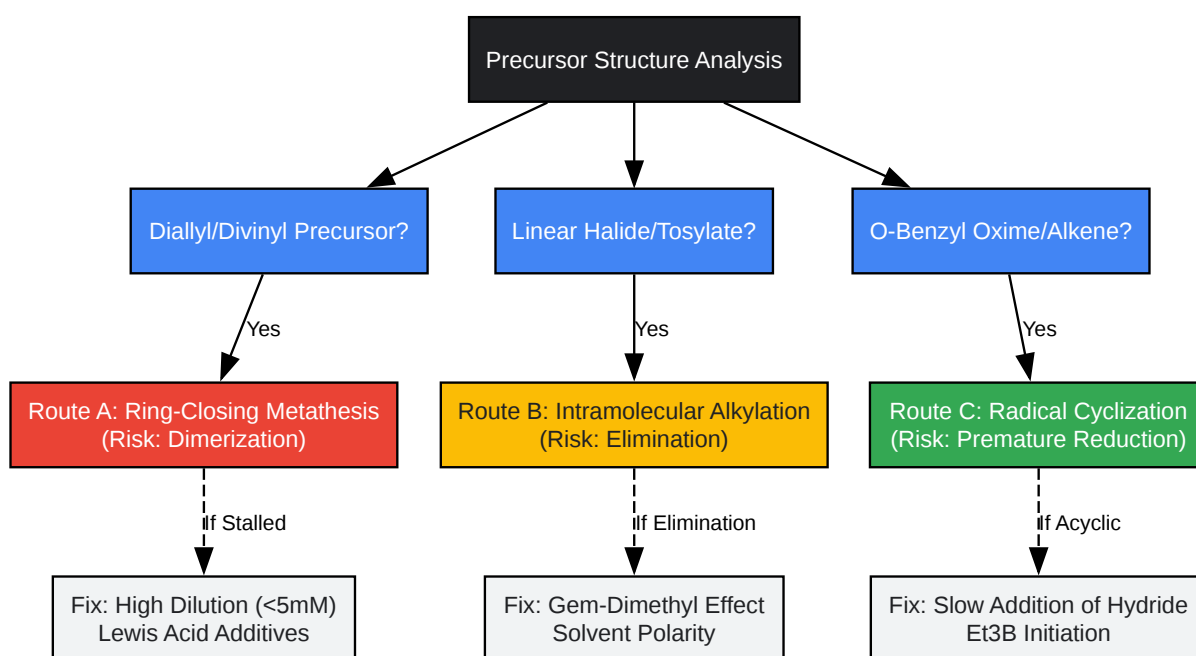 Precursor Structure Analysis
Diallyl/Divinyl Precursor?
Linear Halide/Tosylate?
O-Benzyl Oxime/Alkene?
Yes
Yes
Yes
Route A: Ring-Closing Metathesis
(Risk: Dimerization)
Route B: Intramolecular Alkylation
(Risk: Elimination)
Route C: Radical Cyclization
(Risk: Premature Reduction)
If Stalled
If Elimination
If Acyclic
Fix: High Dilution (<5mM)
Lewis Acid Additives
Fix: Gem-Dimethyl Effect
Solvent Polarity
Fix: Slow Addition of Hydride
Et3B Initiation